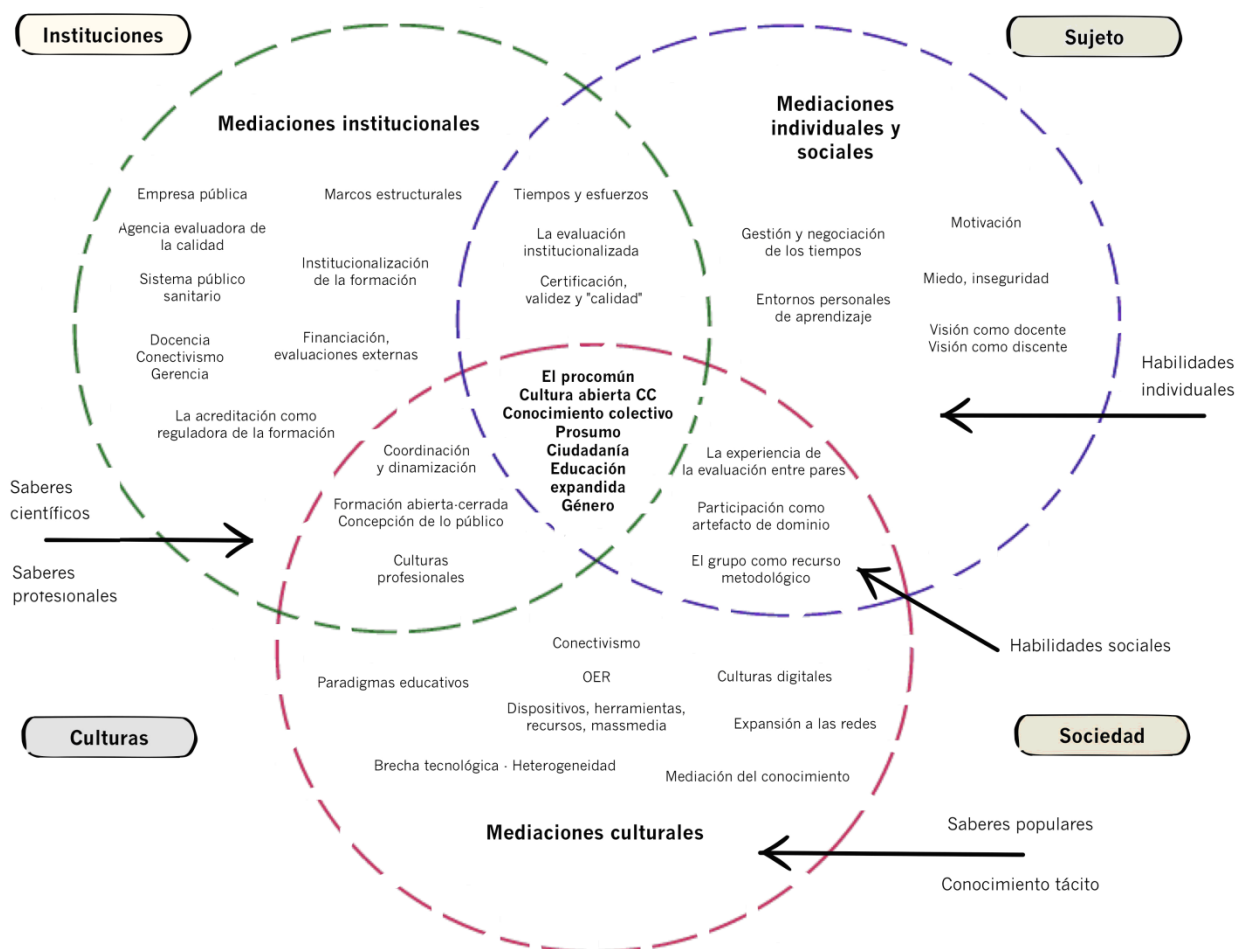 Instituciones
Sujeto
Mediaciones institucionales
Mediaciones
individuales y
sociales
Empresa pública
Marcos estructurales
Tiempos y esfuerzos
Agencia evaluadora de
la calidad
La evaluación
institucionalizada
Gestión y negociación
de los tiempos
Motivación
Sistema público
sanitario
Institucionalización
de la formación
Certificación,
validez y "calidad"
Entornos personales
de aprendizaje
Miedo, inseguridad
Docencia
Conectivismo
Gerencia
Financiación,
evaluaciones externas
Visión como docente
Visión como discente
Habilidades
individuales
La acreditación como
reguladora de la formación
El procomún
Cultura abierta CC
Conocimiento colectivo
Prosumo
Ciudadanía
Educación
expandida
Género
Coordinación
y dinamización
Formación abierta-cerrada
Concepción de lo público
Culturas
profesionales
La experiencia de
la evaluación entre pares
Participación como
artefacto de dominio
El grupo como recurso
metodológico
Saberes
científicos
Saberes
profesionales
Habilidades sociales
Conectivismo
Paradigmas educativos
OER
Culturas digitales
Dispositivos, herramientas,
recursos, massmedia
Expansión a las redes
Brecha tecnológica - Heterogeneidad
Mediación del conocimiento
Culturas
Sociedad
Mediaciones culturales
Saberes populares
Conocimiento tácito